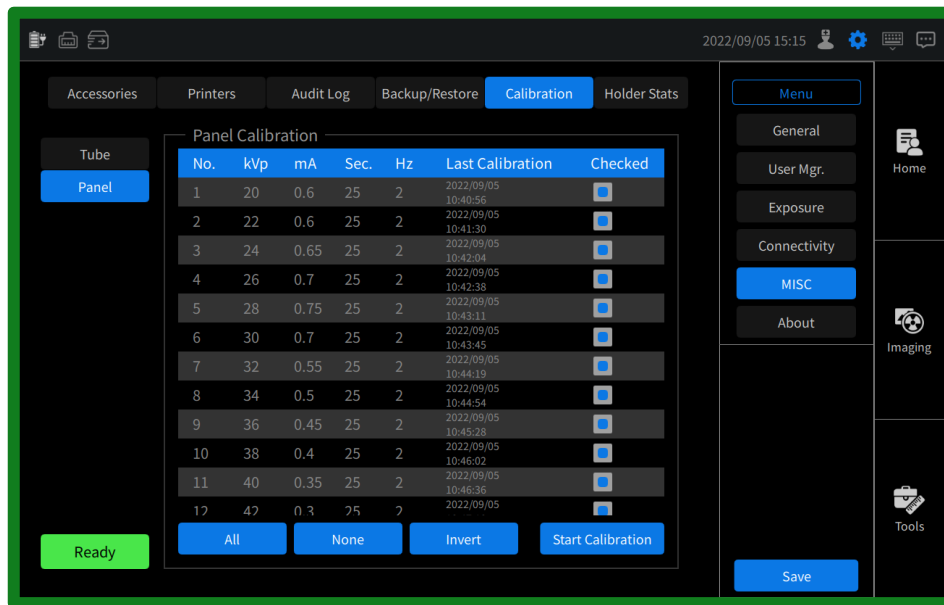 2022/09/05 15:15
Accessories Printers Audit Log Backup/Restore Calibration Holder Stats
Menu
General
User Mgr.
Exposure
Connectivity
MISC
About
Home
Imaging
Tools
Tube
Panel
Panel Calibration
No. kVp mA Sec. Hz Last Calibration Checked
1 20 0.6 25 2 2022/09/05
10:40:56
2 22 0.6 25 2 2022/09/05
10:41:30
3 24 0.65 25 2 2022/09/05
10:42:04
4 26 0.7 25 2 2022/09/05
10:42:38
5 28 0.75 25 2 2022/09/05
10:43:11
6 30 0.7 25 2 2022/09/05
10:43:45
7 32 0.55 25 2 2022/09/05
10:44:19
8 34 0.5 25 2 2022/09/05
10:44:54
9 36 0.45 25 2 2022/09/05
10:45:28
10 38 0.4 25 2 2022/09/05
10:46:02
11 40 0.35 25 2 2022/09/05
10:46:36
12 42 0.3 25 2 2022/09/05
All None Invert Start Calibration
Ready
Save